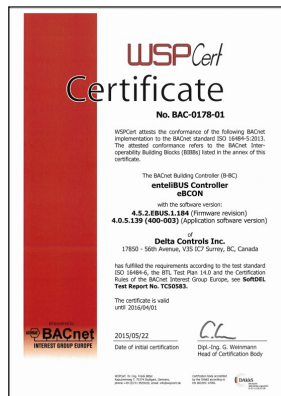 WSPCert
Certificate
No. BAC-0178-01
WSPCert attests the conformance of the following BACnet
implementation to the BACnet standard ISO 16484-5:2013.
The attested conformance refers to the BACnet Inter-
operability Building Blocks (BIBBs) listed in the annex of this
certificate.
The BACnet Building Controller (B-BC)
enteliBUS Controller
eBCON
with the software version:
4.5.2.EBUS.1.184 (Firmware revision)
4.0.5.139 (400-003) (Application software version)
of
Delta Controls Inc.
17850 - 56th Avenue, V3S 1C7 Surrey, BC, Canada
has fulfilled the requirements according to the test standard
ISO 16484-6, the BTL Test Plan 14.0 and the Certification
Rules of the BACnet Interest Group Europe, see SoftDEL
Test Report No. TC50583.
The certificate is valid
until 2016/04/01
BACnet
INTEREST GROUP EUROPE
2015/05/22
Date of initial certification
Dipl.-Ing. G. Weinmann
Head of Certification Body
DAkkS